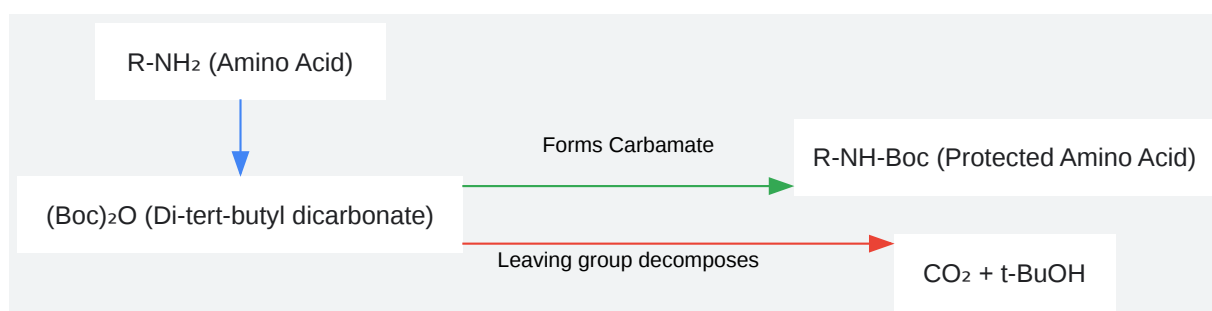 R-NH₂ (Amino Acid)
Forms Carbamate
R-NH-Boc (Protected Amino Acid)
(Boc)₂O (Di-tert-butyl dicarbonate)
Leaving group decomposes
CO₂ + t-BuOH